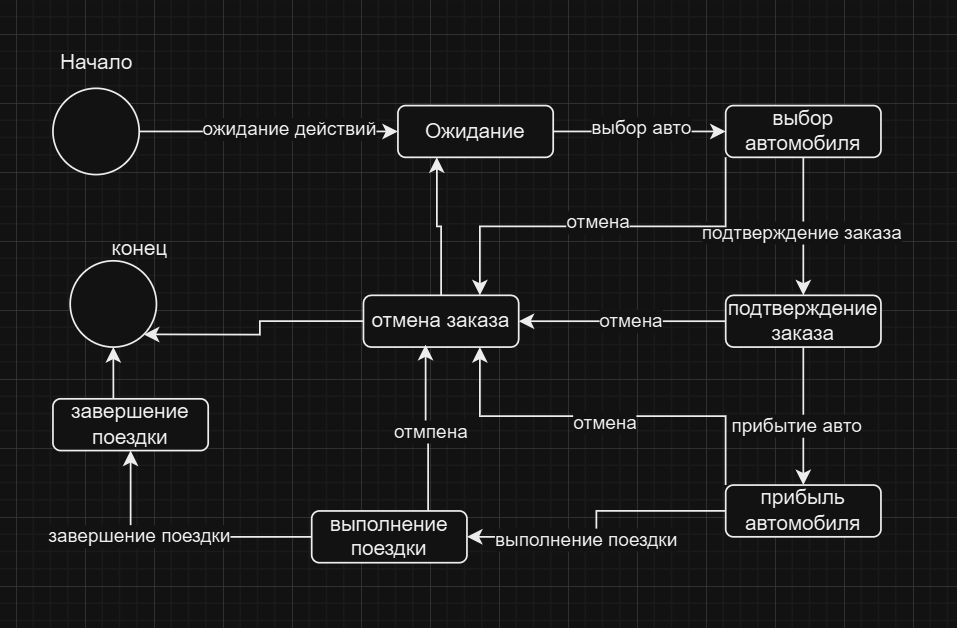 Начало
ожидание действий
Ожидание
выбор авто
выбор
автомобиля
отмена
подтверждение заказа
конец
отмена заказа
отмена
подтверждение
заказа
завершение
поездки
отмпена
отмена
прибытие авто
прибыль
автомобиля
завершение поездки
выполнение
поездки
выполнение поездки